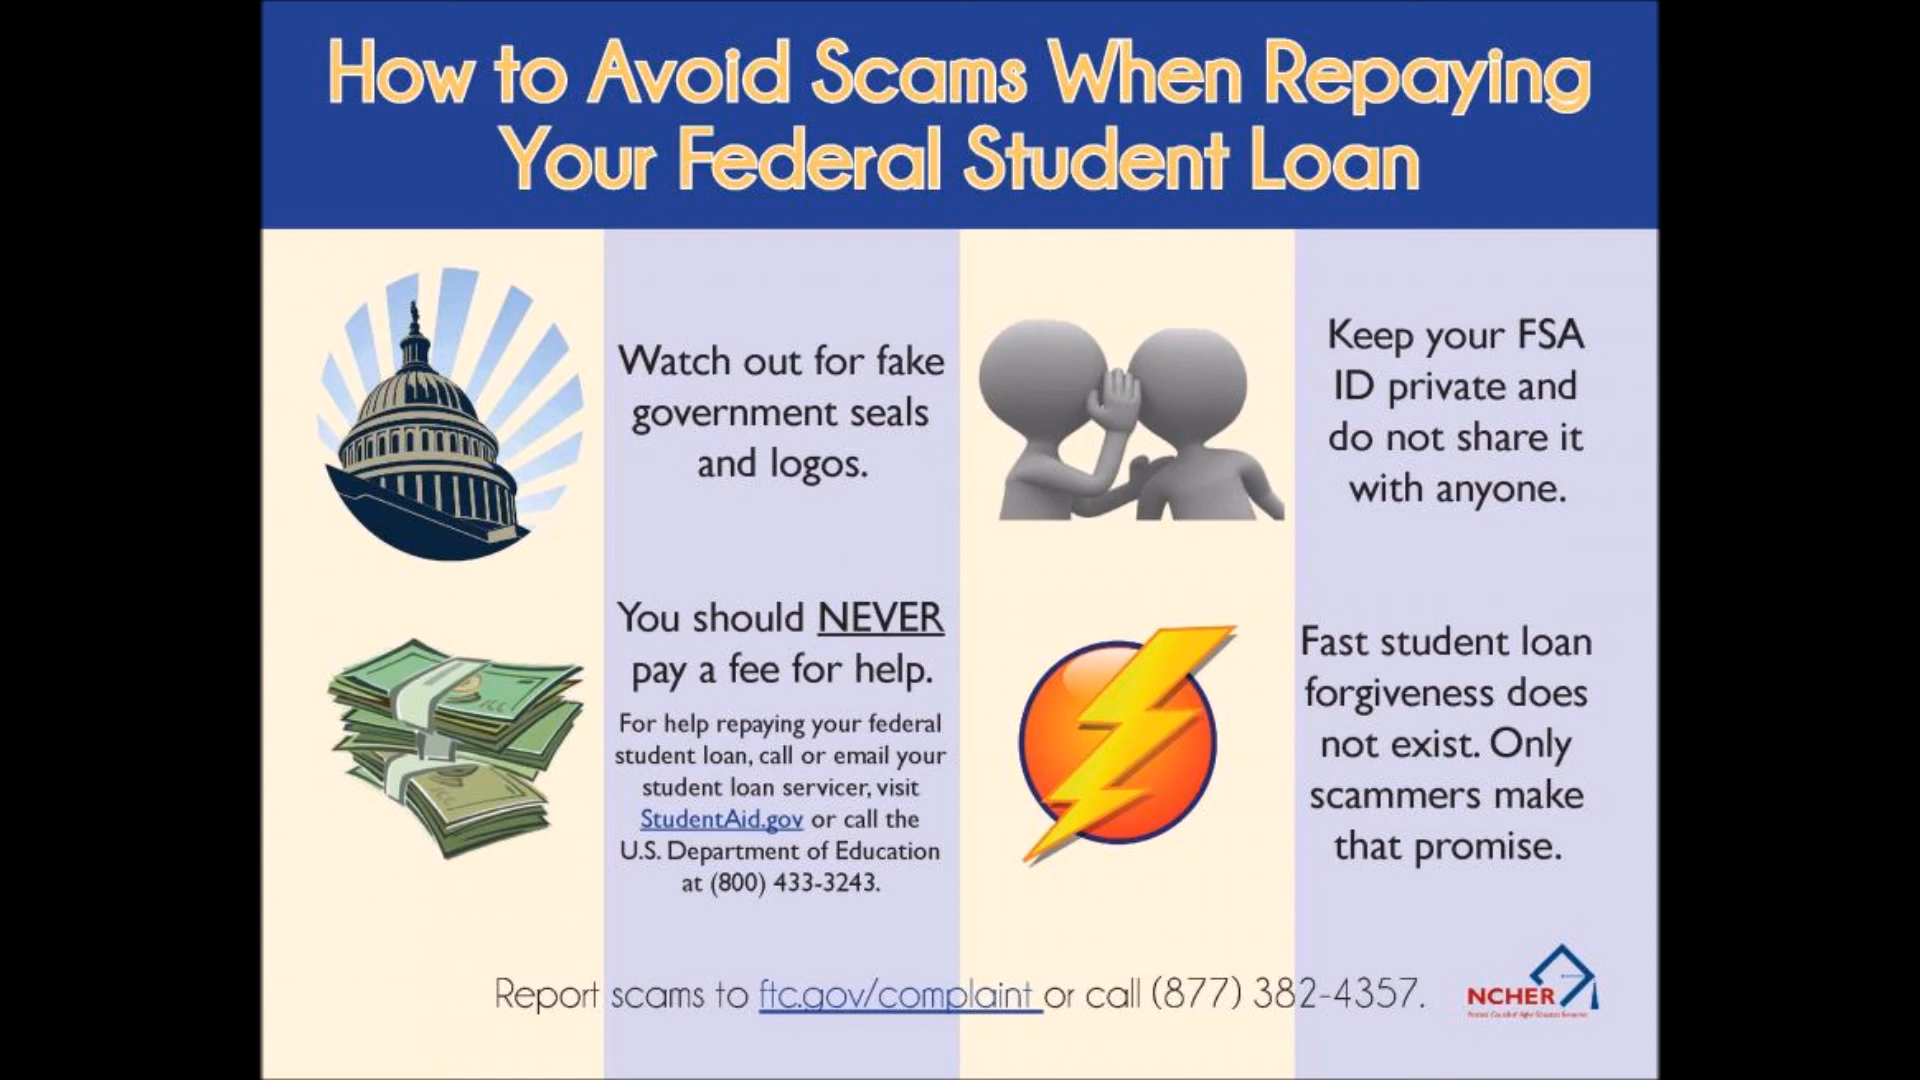 How to Avoid Scams When Repaying
Your Federal Student Loan
Watch out for fake
government seals
and logos.
Keep your FSA
ID private and
do not share it
with anyone.
You should NEVER
pay a fee for help.
For help repaying your federal
student loan, call or email your
student loan servicer, visit
StudentAid.gov or call the
U.S. Department of Education
at (800) 433-3243.
Fast student loan
forgiveness does
not exist. Only
scammers make
that promise.
Report scams to ftc.gov/complaint or call (877) 382-4357.
NCHER